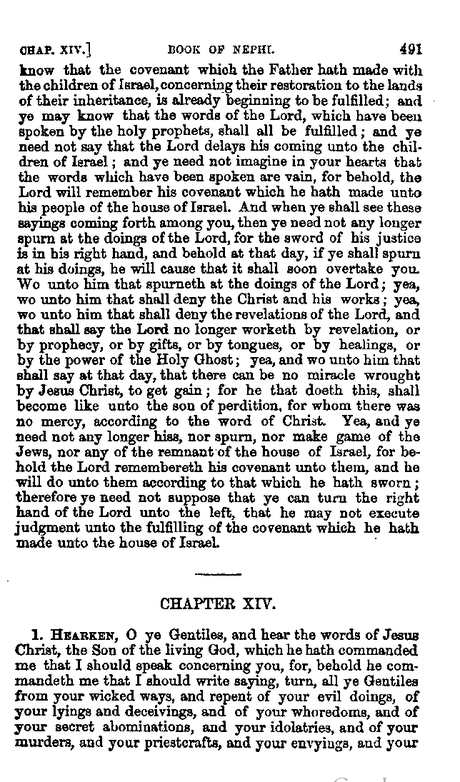 CHAP. XIV.] BOOK OF NEPHI. 491
know that the covenant which the Father hath made with
the children of Israel, concerning their restoration to the lands
of their inheritance, is already beginning to be fulfilled; and
ye may know that the words of the Lord, which have been
spoken by the holy prophets, shall all be fulfilled; and ye
need not say that the Lord delays his coming unto the chil-
dren of Israel; and ye need not imagine in your hearts that
the words which have been spoken are vain, for behold, the
Lord will remember his covenant which he hath made unto
his people of the house of Israel. And when ye shall see these
sayings coming forth among you, then ye need not any longer
spurn at the doings of the Lord, for the sword of his justice
is in his right hand, and behold at that day, if ye shall spurn
at his doings, he will cause that it shall soon overtake you.
Wo unto him that spurneth at the doings of the Lord; yea,
wo unto him that shall deny the Christ and his works; yea,
wo unto him that shall deny the revelations of the Lord, and
that shall say the Lord no longer worketh by revelation, or
by prophecy, or by gifts, or by tongues, or by healings, or
by the power of the Holy Ghost; yea, and wo unto him that
shall say at that day, that there can be no miracle wrought
by Jesus Christ, to get gain; for he that doeth this, shall
become like unto the son of perdition, for whom there was
no mercy, according to the word of Christ. Yea, and ye
need not any longer hiss, nor spurn, nor make game of the
Jews, nor any of the remnant of the house of Israel, for be-
hold the Lord remembereth his covenant unto them, and he
will do unto them according to that which he hath sworn;
therefore ye need not suppose that ye can turn the right
hand of the Lord unto the left, that he may not execute
judgment unto the fulfilling of the covenant which he hath
made unto the house of Israel.
CHAPTER XIV.
1. HEARKEN, O ye Gentiles, and hear the words of Jesus
Christ, the Son of the living God, which he hath commanded
me that I should speak concerning you, for, behold he com-
mandeth me that I should write saying, turn, all ye Gentiles
from your wicked ways, and repent of your evil doings, of
your lyings and deceivings, and of your whoredoms, and of
your secret abominations, and your idolatries, and of your
murders, and your priestcrafts, and your envyings, and your